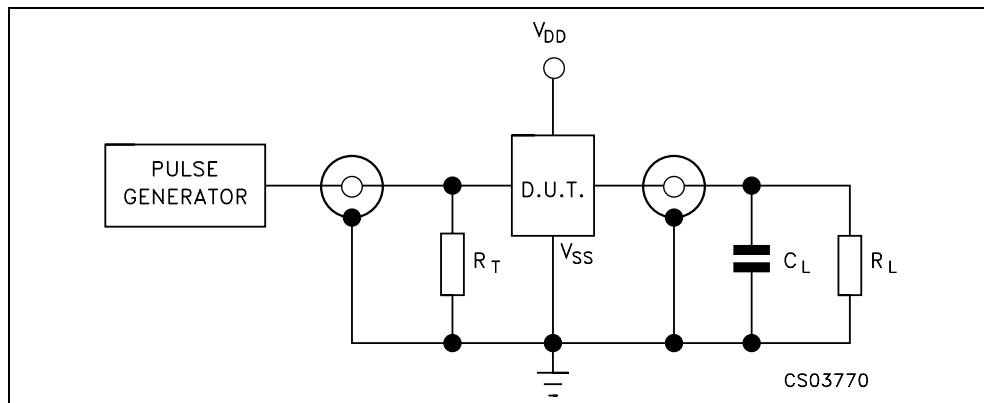 VDD
PULSE
GENERATOR
D.U.T.
VSS
RT
CL
RL
CS03770